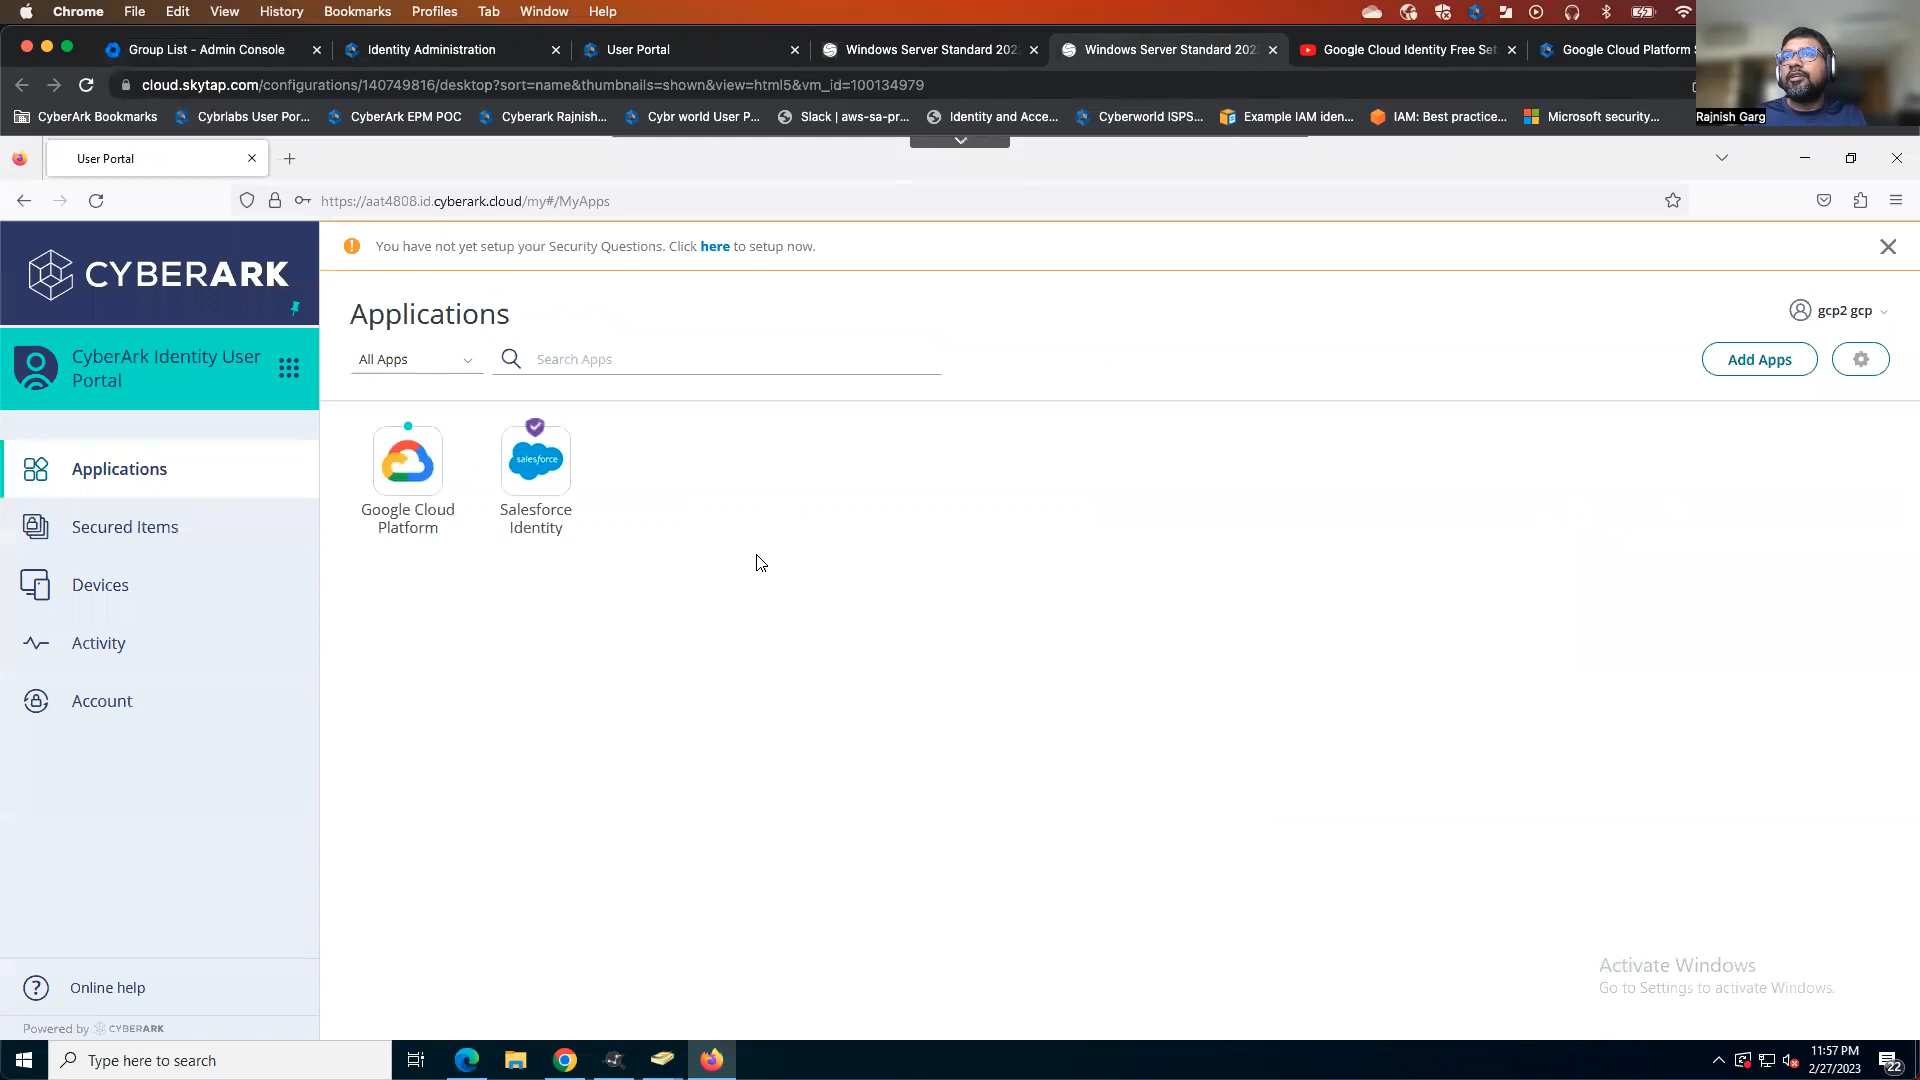 Chrome File Edit View History Bookmarks Profiles Tab Window Help
Group List - Admin Console Identity Administration User Portal Windows Server Standard 202 Windows Server Standard 202 Google Cloud Identity Free Set Google Cloud Platform S
cloud.skytap.com/configurations/140749816/desktop?sort=name&thumbnails=shown&view=html5&vm_id=100134979
CyberArk Bookmarks Cybrlabs User Por... CyberArk EPM POC Cyberark Rajnish... Cybr world User P... Slack | aws-sa-pr... Identity and Acce... Cyberworld ISPS... Example IAM iden... IAM: Best practice... Microsoft security...
Rajnish Garg
User Portal
https://aat4808.id.cyberark.cloud/my#/MyApps
CYBERARK
You have not yet setup your Security Questions. Click here to setup now.
Applications
gcp2 gcp
CyberArk Identity User
Portal
All Apps
Search Apps
Add Apps
Google Cloud
Platform
salesforce
Salesforce
Identity
Applications
Secured Items
Devices
Activity
Account
Activate Windows
Go to Settings to activate Windows.
Online help
Powered by CYBERARK
Type here to search
11:57 PM
2/27/2023
22